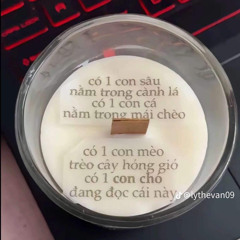 có 1 con sâu
nằm trong cành lá
có 1 con cá
nằm trong mái chèo
có 1 con mèo
trèo cây hóng gió
có 1 con chó
đang đọc cái này
@lythevan09